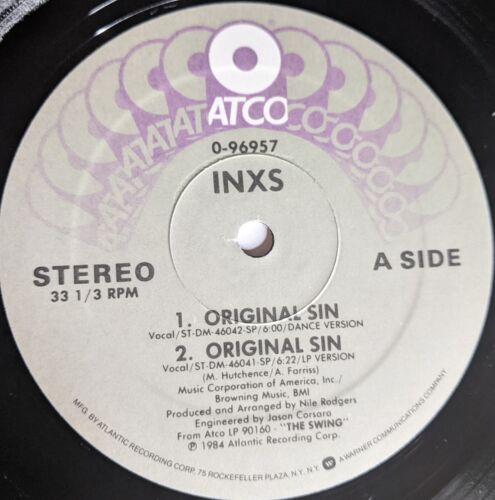 ATCO
0-96957
INXS
STEREO
33 1/3 RPM
A SIDE
1. ORIGINAL SIN
Vocal/ST-DM-46042-SP/6:00/DANCE VERSION
2. ORIGINAL SIN
Vocal/ST-DM-46041-SP/6:22/LP VERSION
(M. Hutchence/A. Farriss)
Music Corporation of America, Inc./
Browning Music, BMI
Produced and Arranged by Nile Rodgers
Engineered by Jason Corsaro
From Atco LP 90160 - "THE SWING"
℗ 1984 Atlantic Recording Corp.
MFG. BY ATLANTIC RECORDING CORP., 75 ROCKEFELLER PLAZA, N.Y. N.Y. W A WARNER COMMUNICATIONS COMPANY